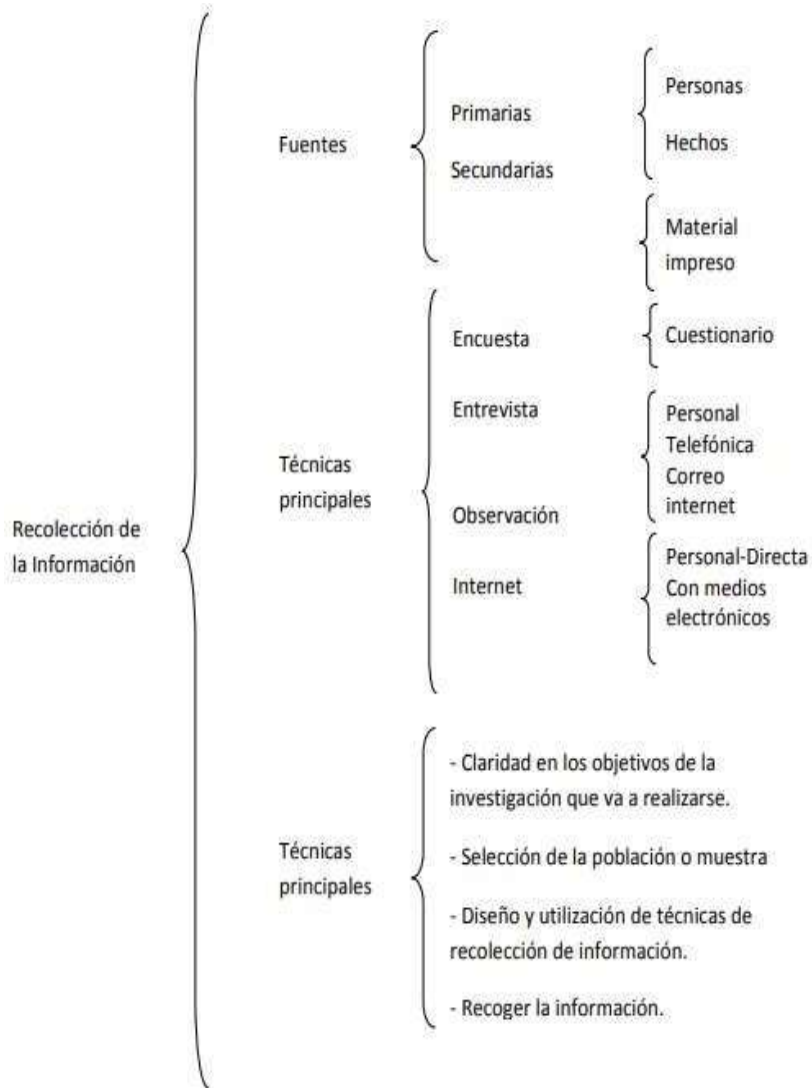 Recolección de
la Información
Fuentes
Primarias
Secundarias
Personas
Hechos
Material
impreso
Técnicas
principales
Encuesta
Entrevista
Observación
Internet
Cuestionario
Personal
Telefónica
Correo
internet
Personal-Directa
Con medios
electrónicos
Técnicas
principales
- Claridad en los objetivos de la
investigación que va a realizarse.
- Selección de la población o muestra
- Diseño y utilización de técnicas de
recolección de información.
- Recoger la información.